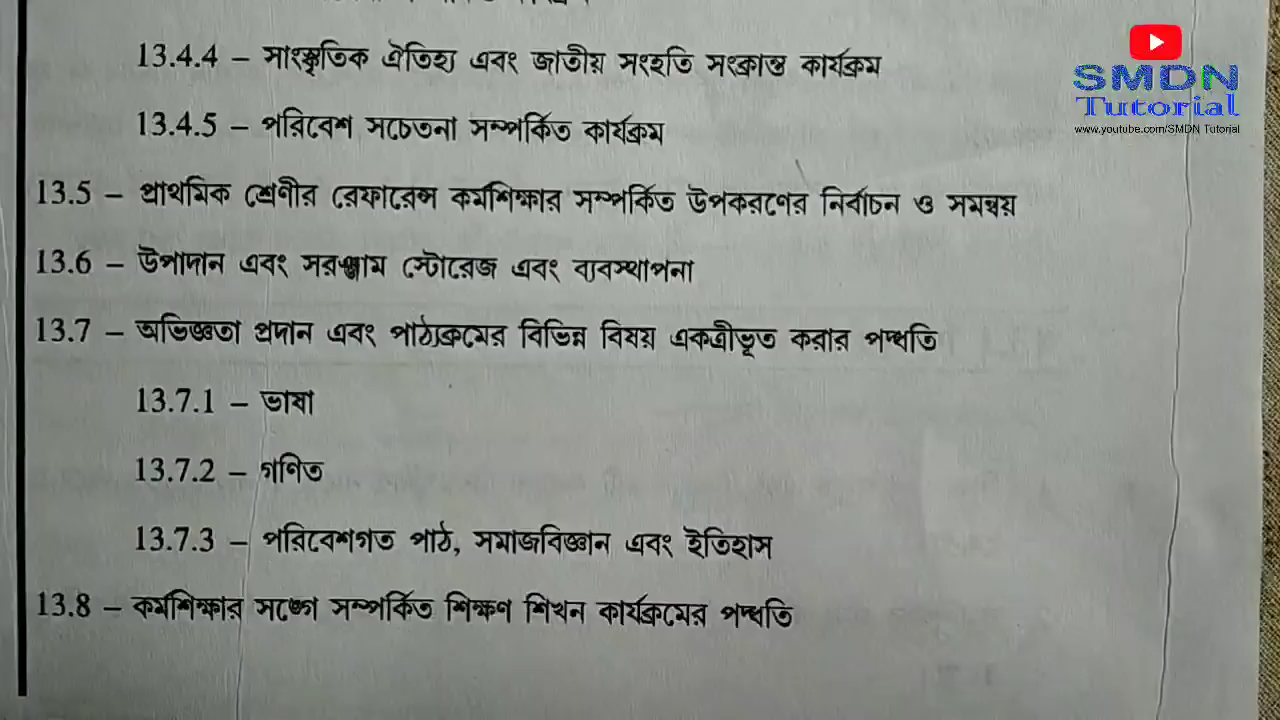 13.4.4 – সাংস্কৃতিক ঐতিহ্য এবং জাতীয় সংহতি সংক্রান্ত কার্যক্রম
SMDN
Tutorial
www.youtube.com/SMDN Tutorial
13.4.5 – পরিবেশ সচেতনা সম্পর্কিত কার্যক্রম
13.5 – প্রাথমিক শ্রেণীর রেফারেন্স কর্মশিক্ষার সম্পর্কিত উপকরণের নির্বাচন ও সমন্বয়
13.6 – উপাদান এবং সরঞ্জাম স্টোরেজ এবং ব্যবস্থাপনা
13.7 – অভিজ্ঞতা প্রদান এবং পাঠ্যক্রমের বিভিন্ন বিষয় একত্রীভূত করার পদ্ধতি
13.7.1 – ভাষা
13.7.2 – গণিত
13.7.3 – পরিবেশগত পাঠ, সমাজবিজ্ঞান এবং ইতিহাস
13.8 – কর্মশিক্ষার সঙ্গে সম্পর্কিত শিক্ষণ শিখন কার্যক্রমের পদ্ধতি